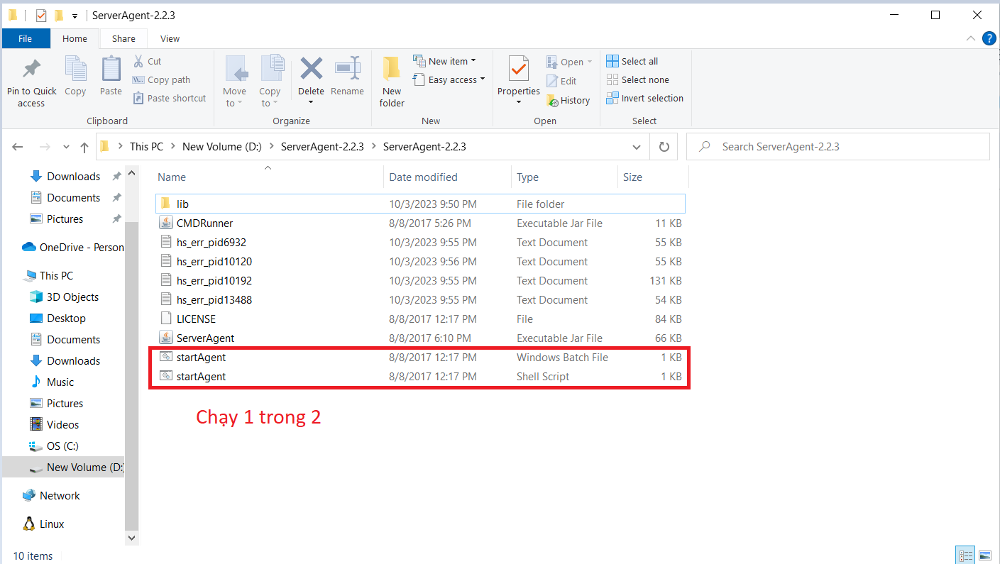 ServerAgent-2.2.3
File Home Share View
Pin to Quick access
Copy
Paste
Cut
Copy path
Paste shortcut
Clipboard
Move to
Copy to
Delete
Rename
Organize
New folder
New item
Easy access
New
Properties
Open
Edit
History
Open
Select all
Select none
Invert selection
Select
This PC New Volume (D:) ServerAgent-2.2.3 ServerAgent-2.2.3
Search ServerAgent-2.2.3
Downloads
Documents
Pictures
OneDrive - Person
This PC
3D Objects
Desktop
Documents
Downloads
Music
Pictures
Videos
OS (C:)
New Volume (D:)
Network
Linux
Name Date modified Type Size
lib 10/3/2023 9:50 PM File folder
CMDRunner 8/8/2017 5:26 PM Executable Jar File 11 KB
hs_err_pid6932 10/3/2023 9:55 PM Text Document 55 KB
hs_err_pid10120 10/3/2023 9:56 PM Text Document 55 KB
hs_err_pid10192 10/3/2023 9:55 PM Text Document 131 KB
hs_err_pid13488 10/3/2023 9:55 PM Text Document 54 KB
LICENSE 8/8/2017 12:17 PM File 84 KB
ServerAgent 8/8/2017 6:10 PM Executable Jar File 66 KB
startAgent 8/8/2017 12:17 PM Windows Batch File 1 KB
startAgent 8/8/2017 12:17 PM Shell Script 1 KB
Chạy 1 trong 2
10 items